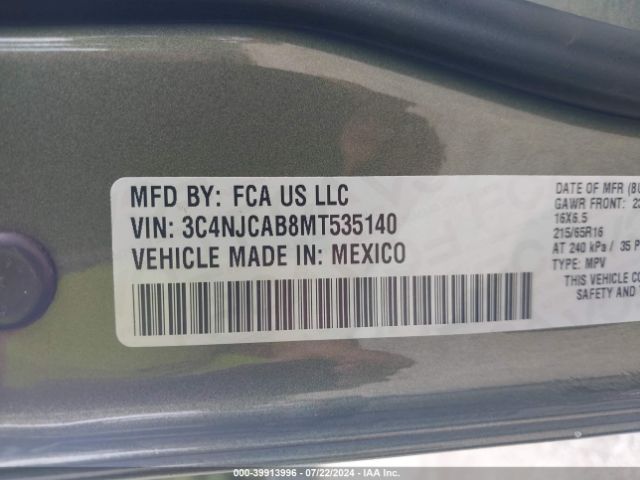 MFD BY: FCA US LLC
VIN: 3C4NJCAB8MT535140
VEHICLE MADE IN: MEXICO
DATE OF MFR
GAWR FRONT:
16X6.5
215/65R16
AT 240 kPa / 35
TYPE: MPV
THIS VEHICLE
SAFETY AND
000-39913996 - 07/22/2024 - IAA Inc.